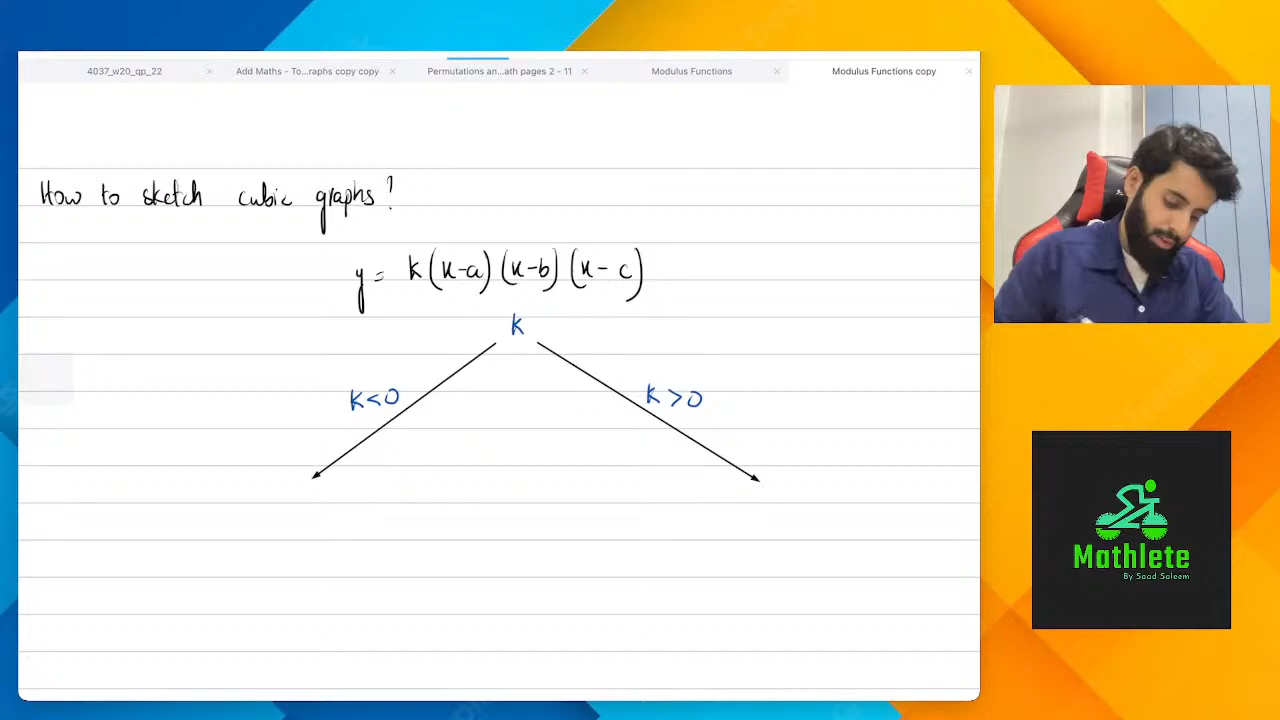 4037_w20_qp_22
Add Maths - To...raphs copy copy
Permutations an...ath pages 2 - 11
Modulus Functions
Modulus Functions copy
How to sketch cubic graphs?
y = k(x-a)(x-b)(x-c)
k
k<0
k>0
Mathlete
By Saad Saleem